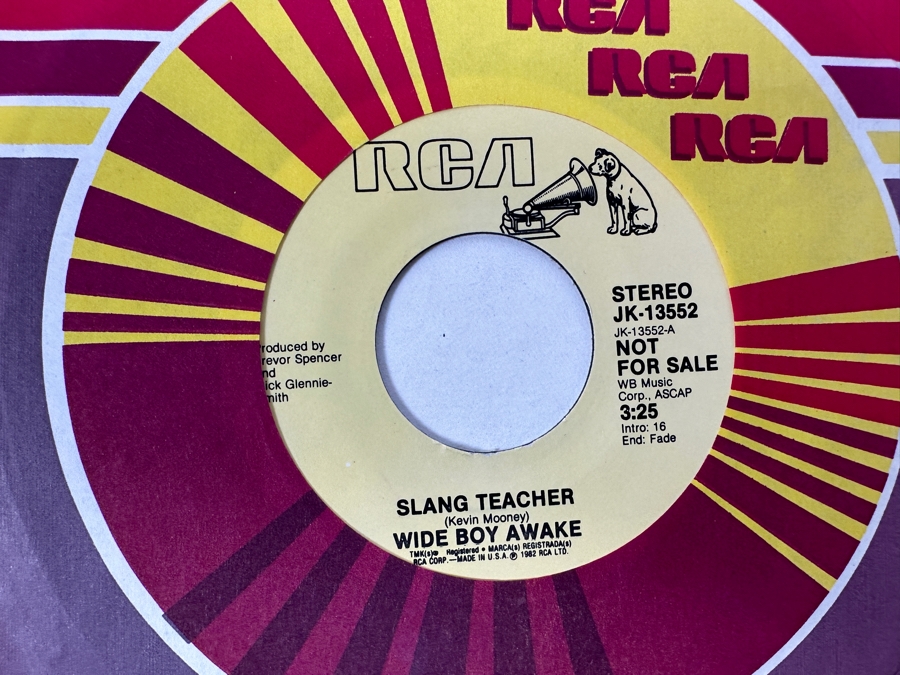 RCA
RCA
RCA
RCA
STEREO
JK-13552
JK-13552-A
NOT
FOR SALE
WB Music
Corp., ASCAP
3:25
Intro: 16
End: Fade
roduced by
revor Spencer
nd
ick Glennie-
mith
SLANG TEACHER
(Kevin Mooney)
WIDE BOY AWAKE
TMK(s)® Registered • MARCA(s) REGISTRADA(s)
RCA CORP.—MADE IN U.S.A. ℗ 1982 RCA LTD.